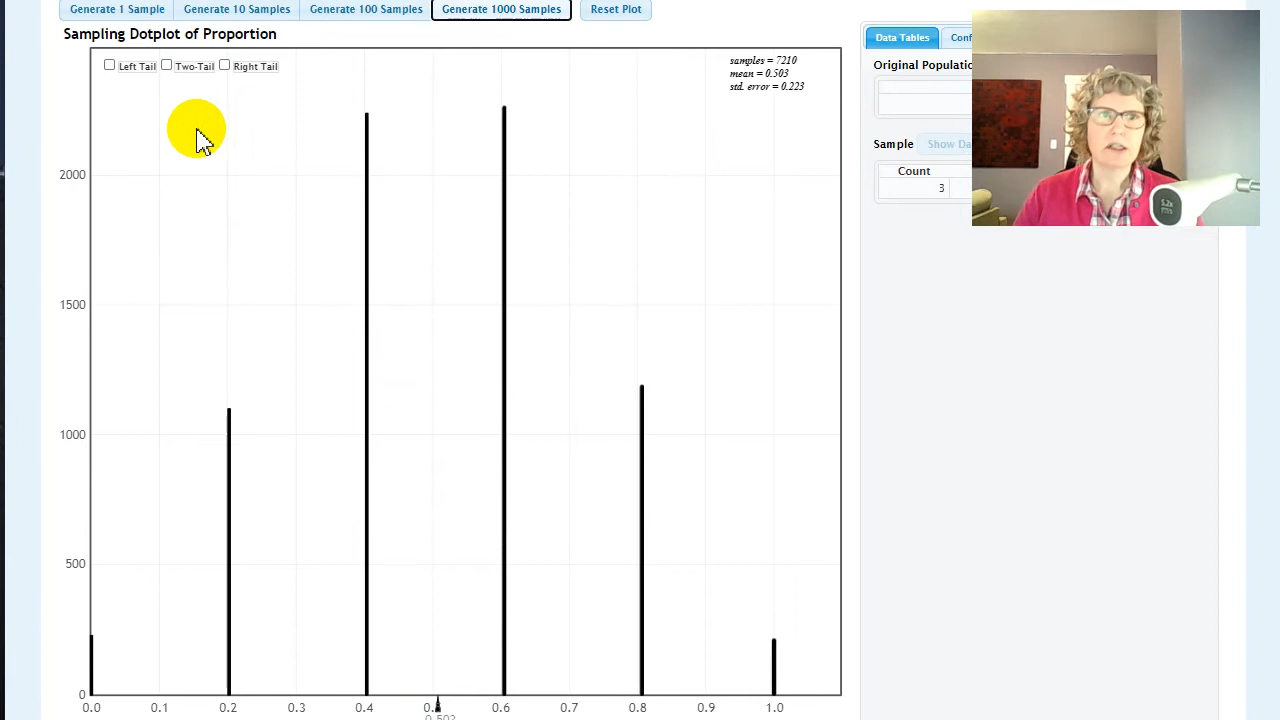 Generate 1 Sample
Generate 10 Samples
Generate 100 Samples
Generate 1000 Samples
Reset Plot
Sampling Dotplot of Proportion
Left Tail
Two-Tail
Right Tail
samples = 7210
mean = 0.503
std. error = 0.223
2000
1500
1000
500
0
0.0
0.1
0.2
0.3
0.4
0.6
0.7
0.8
0.9
1.0
Data Tables
Conf
Original Populatio
Sample
Show Da
Count
3